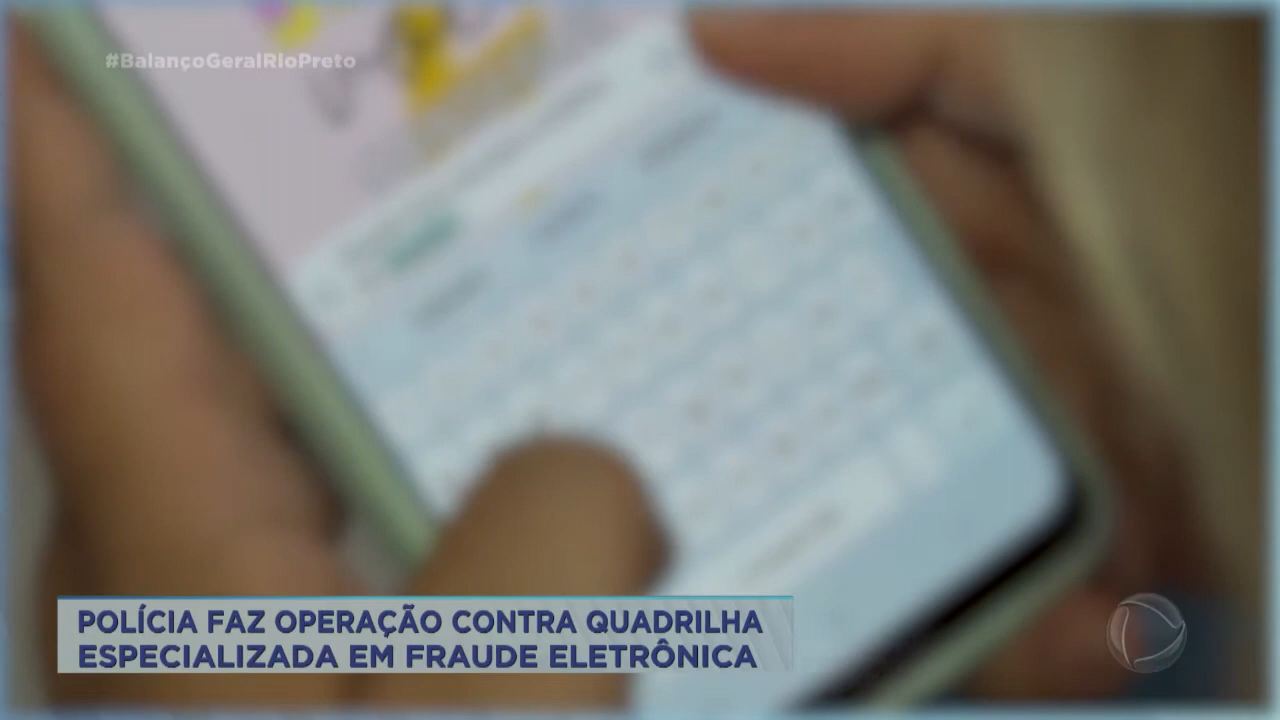 #BalançoGeralRioPreto
POLÍCIA FAZ OPERAÇÃO CONTRA QUADRILHA
ESPECIALIZADA EM FRAUDE ELETRÔNICA